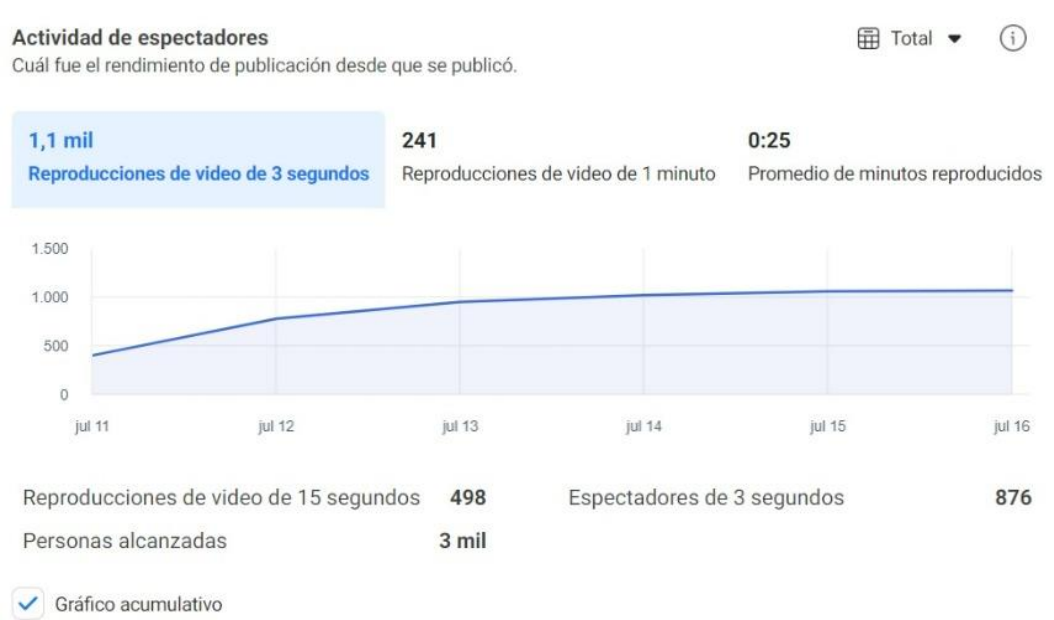 Actividad de espectadores
Total
Cuál fue el rendimiento de publicación desde que se publicó.
1,1 mil
Reproducciones de video de 3 segundos
241
Reproducciones de video de 1 minuto
0:25
Promedio de minutos reproducidos
1.500
1.000
500
0
jul 11 jul 12 jul 13 jul 14 jul 15 jul 16
Reproducciones de video de 15 segundos 498
Espectadores de 3 segundos 876
Personas alcanzadas 3 mil
Gráfico acumulativo